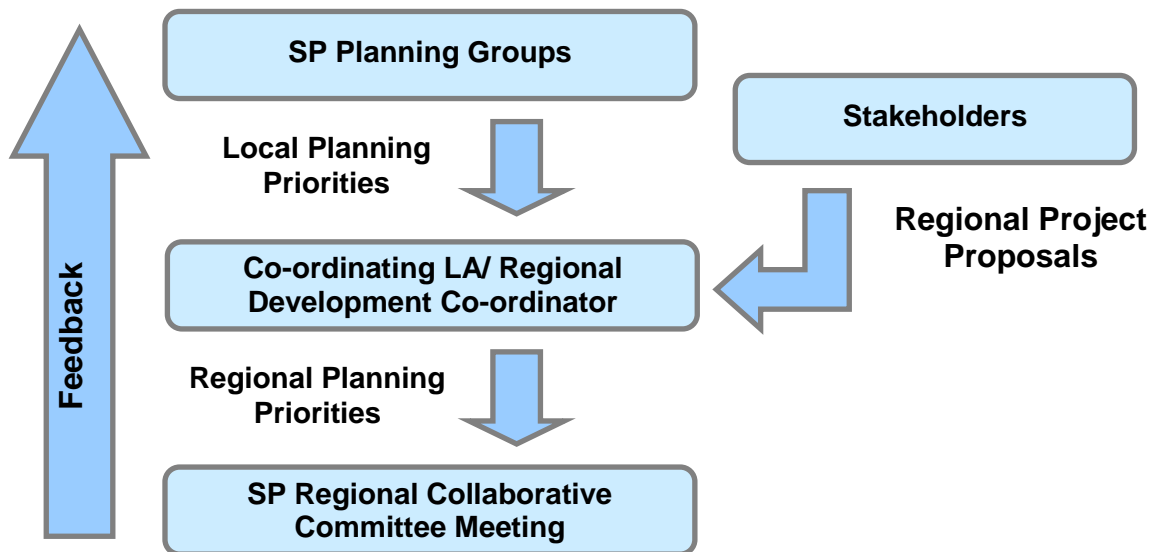 SP Planning Groups
Stakeholders
Local Planning
Priorities
Regional Project
Proposals
Co-ordinating LA/ Regional
Development Co-ordinator
Feedback
Regional Planning
Priorities
SP Regional Collaborative
Committee Meeting